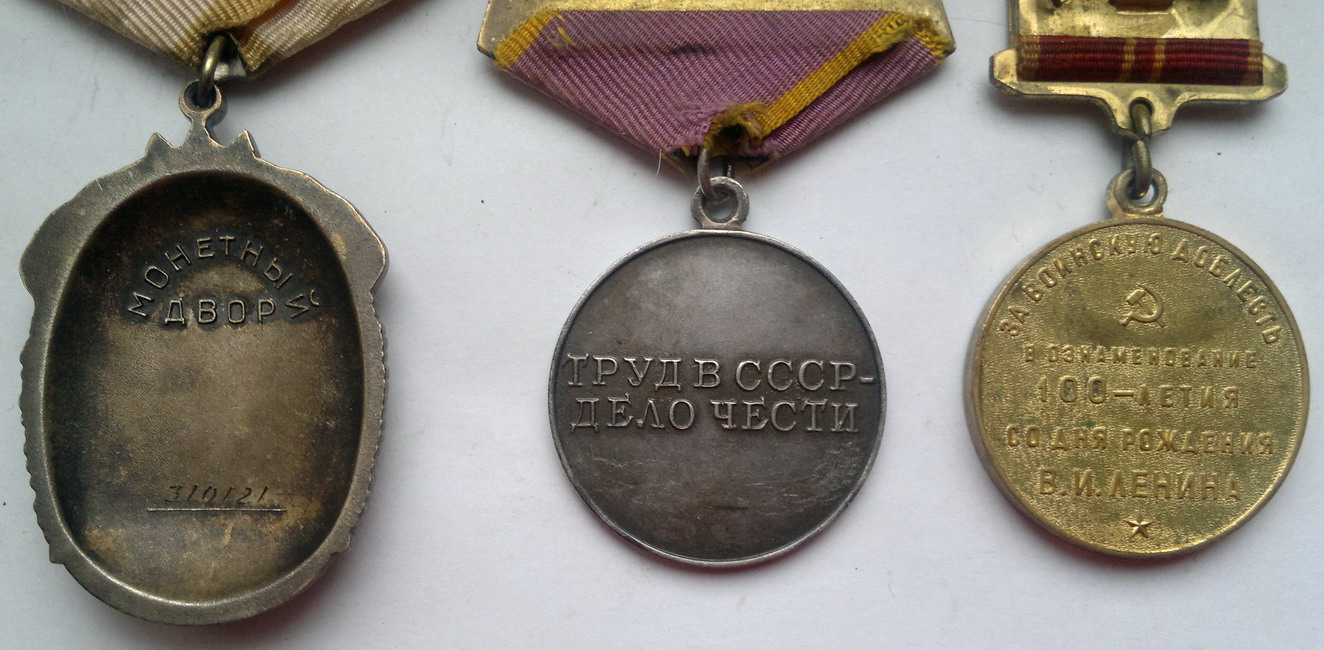 МОНЕТНЫЙ
ДВОР
310121
ТРУД В СССР-
ДЕЛО ЧЕСТИ
ЗА ВОИНСКУЮ ДОБЛЕСТЬ
В ОЗНАМЕНОВАНИЕ
100-ЛЕТИЯ
СО ДНЯ РОЖДЕНИЯ
В.И. ЛЕНИНА